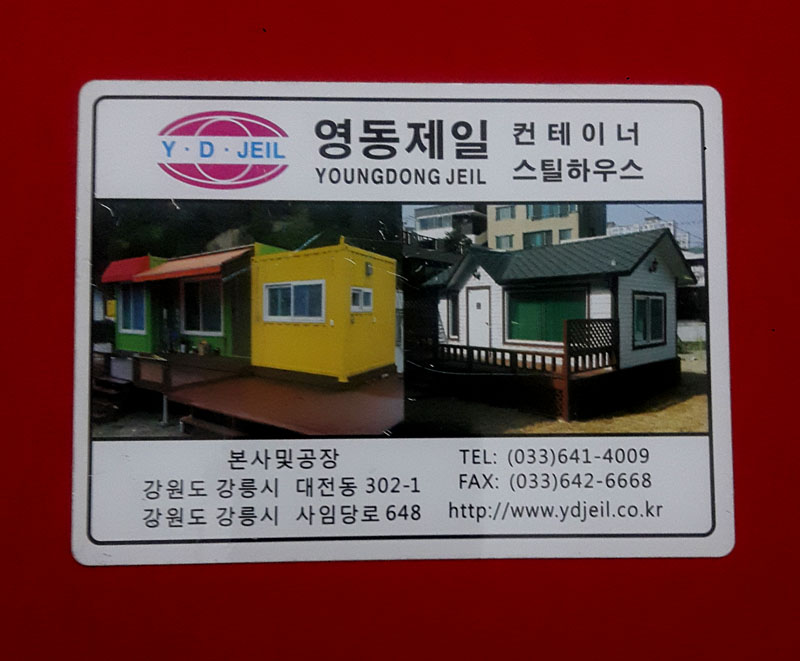 Y · D · JEIL
영동제일 컨테이너
YOUNGDONG JEIL 스틸하우스
본사및공장
강원도 강릉시 대전동 302-1
강원도 강릉시 사임당로 648
TEL: (033)641-4009
FAX: (033)642-6668
http://www.ydjeil.co.kr